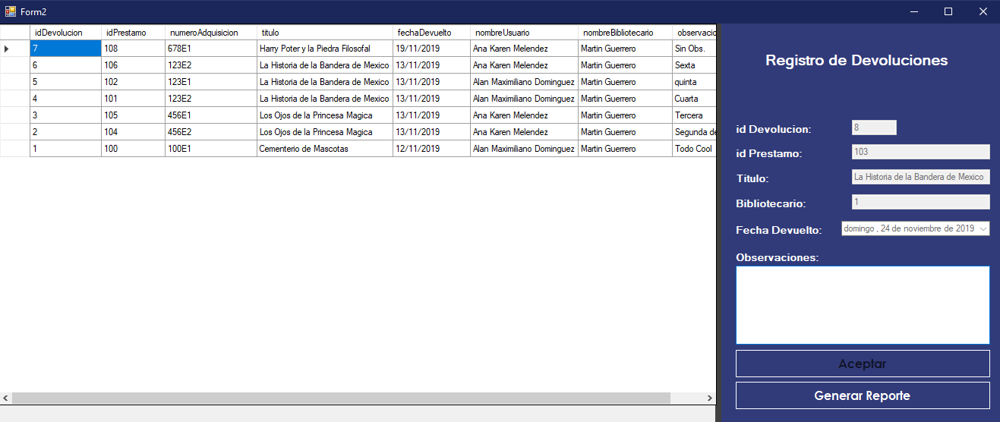 Form2
idDevolucion idPrestamo numeroAdquisicion titulo fechaDevuelto nombreUsuario nombreBibliotecario observacio
7 108 678E1 Harry Poter y la Piedra Filosofal 19/11/2019 Ana Karen Melendez Martin Guerrero Sin Obs.
6 106 123E2 La Historia de la Bandera de Mexico 13/11/2019 Ana Karen Melendez Martin Guerrero Sexta
5 102 123E1 La Historia de la Bandera de Mexico 13/11/2019 Alan Maximiliano Dominguez Martin Guerrero quinta
4 101 123E2 La Historia de la Bandera de Mexico 13/11/2019 Alan Maximiliano Dominguez Martin Guerrero Cuarta
3 105 456E1 Los Ojos de la Princesa Magica 13/11/2019 Ana Karen Melendez Martin Guerrero Tercera
2 104 456E2 Los Ojos de la Princesa Magica 13/11/2019 Ana Karen Melendez Martin Guerrero Segunda de
1 100 100E1 Cementerio de Mascotas 12/11/2019 Alan Maximiliano Dominguez Martin Guerrero Todo Cool
Registro de Devoluciones
id Devolucion: 8
id Prestamo: 103
Titulo: La Historia de la Bandera de Mexico
Bibliotecario: 1
Fecha Devuelto: domingo , 24 de noviembre de 2019
Observaciones:
Aceptar
Generar Reporte